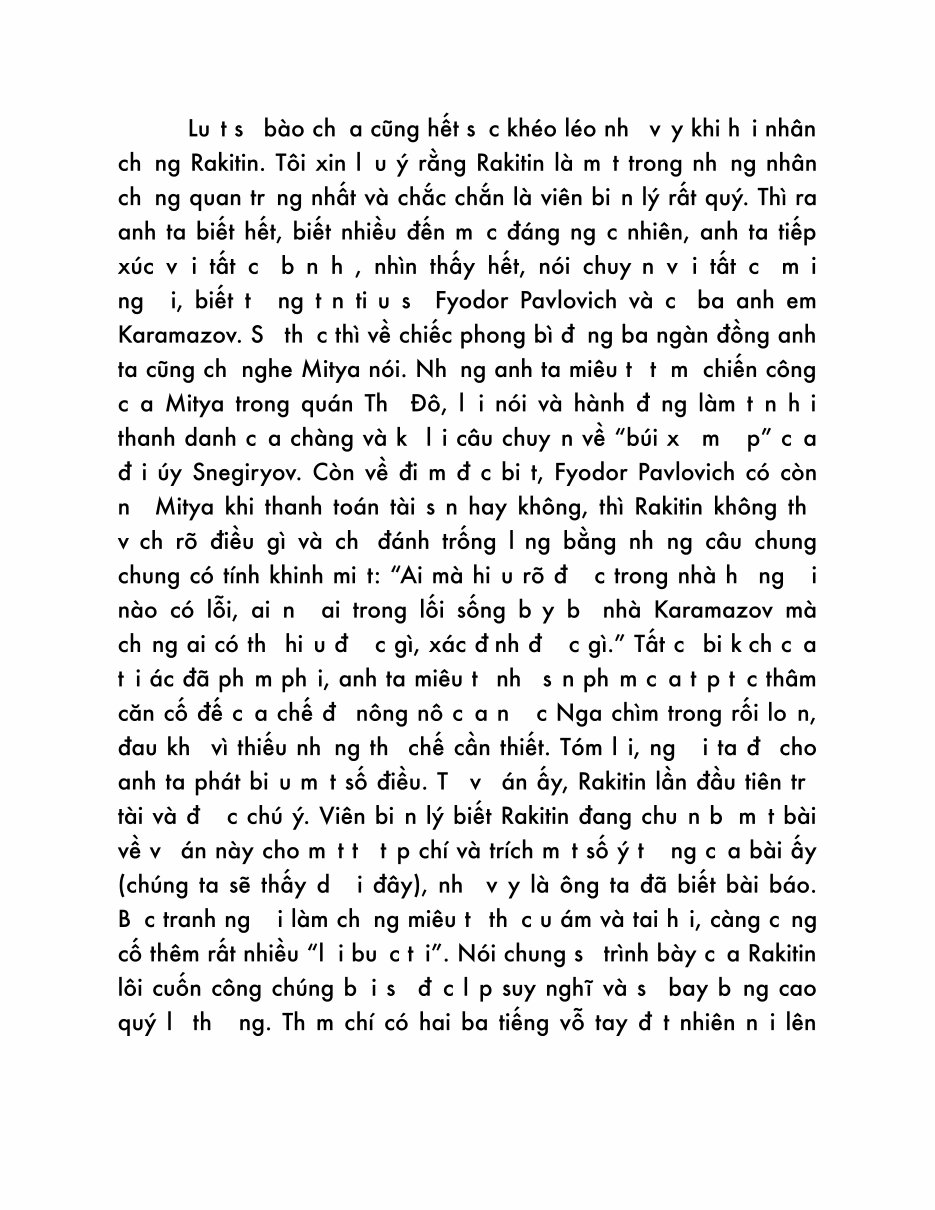 Lu t s bào ch a cũng hết s c khéo léo nh v y khi h i nhân
ch ng Rakitin. Tôi xin l u ý rằng Rakitin là m t trong nh ng nhân
ch ng quan tr ng nhất và chắc chắn là viên bi n lý rất quý. Thì ra
anh ta biết hết, biết nhiều đến m c đáng ng c nhiên, anh ta tiếp
xúc v i tất c b n h , nhìn thấy hết, nói chuy n v i tất c m i
ng i, biết t ng t n ti u s Fyodor Pavlovich và c ba anh em
Karamazov. S th c thì về chiếc phong bì đ ng ba ngàn đồng anh
ta cũng ch nghe Mitya nói. Nh ng anh ta miêu t t m chiến công
c a Mitya trong quán Th Đô, l i nói và hành đ ng làm t n h i
thanh danh c a chàng và k l i câu chuy n về “búi x m p” c a
đ i úy Snegiryov. Còn về đi m đ c bi t, Fyodor Pavlovich có còn
n Mitya khi thanh toán tài s n hay không, thì Rakitin không th
v ch rõ điều gì và ch đánh trống l ng bằng nh ng câu chung
chung có tính khinh mi t: “Ai mà hi u rõ đ c trong nhà h ng i
nào có lỗi, ai n ai trong lối sống b y b nhà Karamazov mà
ch ng ai có th hi u đ c gì, xác đ nh đ c gì.” Tất c bi k ch c a
t i ác đã ph m ph i, anh ta miêu t nh s n ph m c a t p t c thâm
căn cố đế c a chế đ nông nô c a n c Nga chìm trong rối lo n,
đau kh vì thiếu nh ng th chế cần thiết. Tóm l i, ng i ta đ cho
anh ta phát bi u m t số điều. T v án ấy, Rakitin lần đầu tiên tr
tài và đ c chú ý. Viên bi n lý biết Rakitin đang chu n b m t bài
về v án này cho m t t t p chí và trích m t số ý t ng c a bài ấy
(chúng ta sẽ thấy d i đây), nh v y là ông ta đã biết bài báo.
B c tranh ng i làm ch ng miêu t th c u ám và tai h i, càng c ng
cố thêm rất nhiều “l i bu c t i”. Nói chung s trình bày c a Rakitin
lôi cuốn công chúng b i s đ c l p suy nghĩ và s bay b ng cao
quý l th ng. Th m chí có hai ba tiếng vỗ tay đ t nhiên n i lên